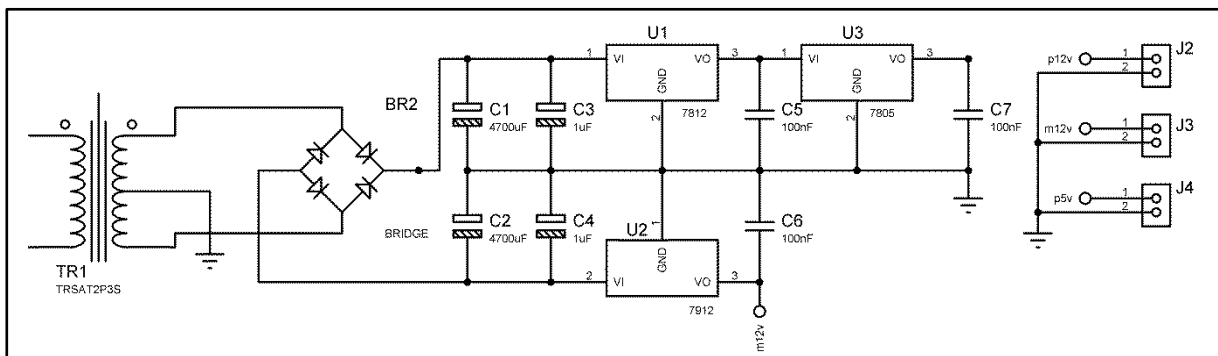 TR1
TRSAT2P3S
BR2
BRIDGE
C1
4700uF
C3
1uF
C2
4700uF
C4
1uF
U1
1
VI
VO
3
GND
2
7812
C5
100nF
U3
1
VI
VO
3
GND
2
7805
C7
100nF
U2
1
GND
2
VI
VO
3
7912
C6
100nF
m12v
J2
p12v
1
2
J3
m12v
1
2
J4
p5v
1
2